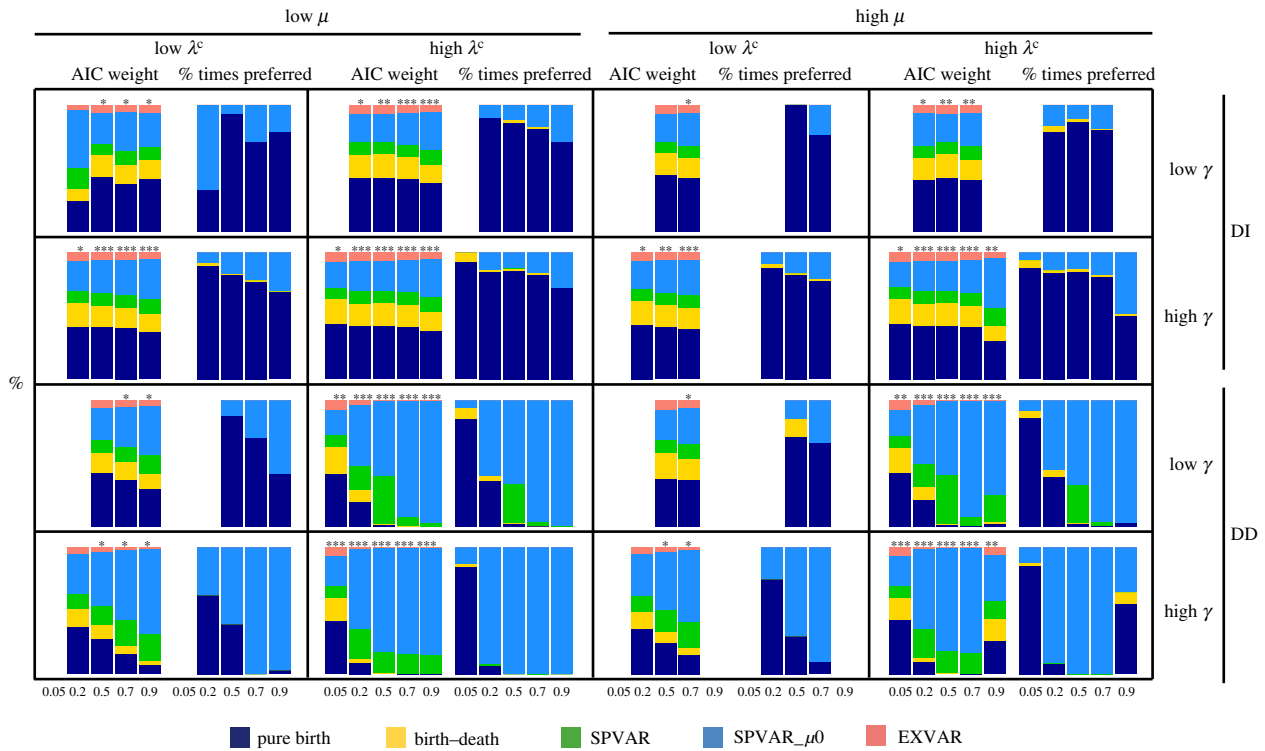 low μ high μ
low λᶜ high λᶜ low λᶜ high λᶜ
AIC weight % times preferred AIC weight % times preferred AIC weight % times preferred AIC weight % times preferred
* * * * ** *** *** * * ** **
low γ
DI
* *** *** *** * *** *** *** *** * ** *** * *** *** *** **
high γ
%
* * ** *** *** *** *** * ** *** *** *** ***
low γ
DD
* * * *** *** *** *** *** * * *** *** *** *** **
high γ
0.05 0.2 0.5 0.7 0.9 0.05 0.2 0.5 0.7 0.9 0.05 0.2 0.5 0.7 0.9 0.05 0.2 0.5 0.7 0.9 0.05 0.2 0.5 0.7 0.9 0.05 0.2 0.5 0.7 0.9 0.05 0.2 0.5 0.7 0.9 0.05 0.2 0.5 0.7 0.9
pure birth birth–death SPVAR SPVAR_μ0 EXVAR